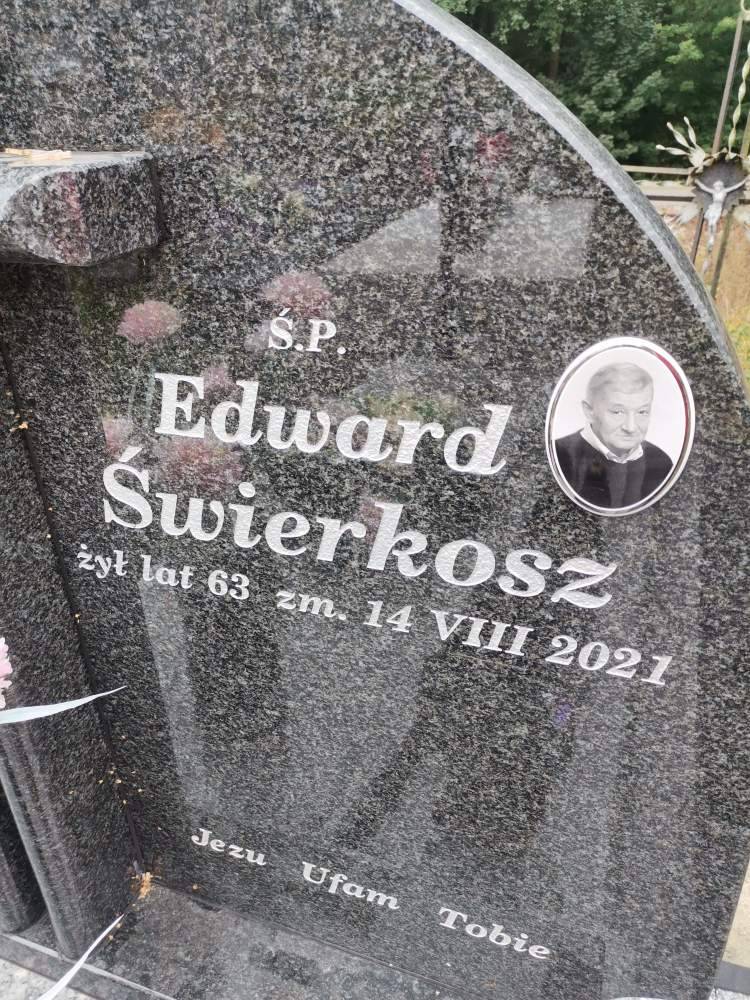 Ś.P.
Edward
Świerkosz
żył lat 63 zm. 14 VIII 2021
Jezu Ufam Tobie